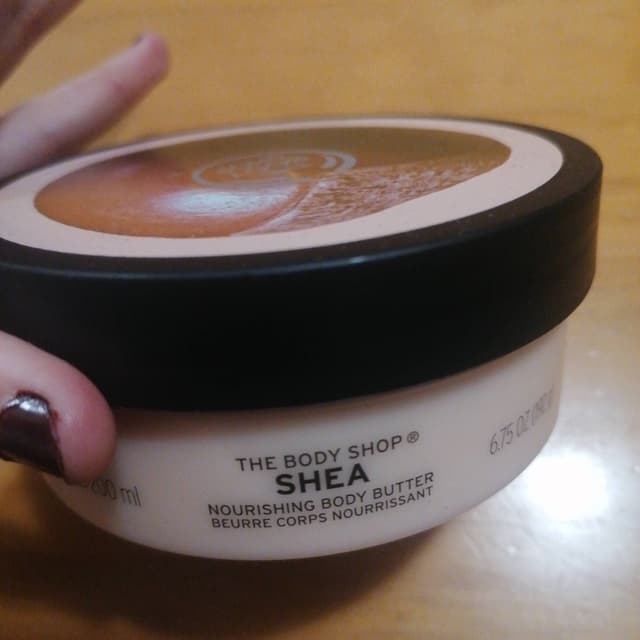 THE BODY SHOP®
SHEA
NOURISHING BODY BUTTER
BEURRE CORPS NOURRISSANT
200 ml
6.75 OZ